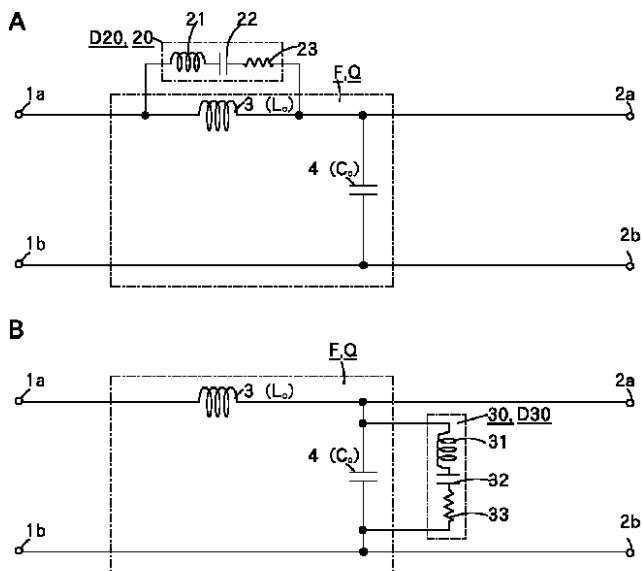 A
21
22
D20, 20
23
F,Q
1a
3 (L₀)
2a
4 (C₀)
1b
2b
B
F,Q
1a
3 (L₀)
2a
30, D30
31
4 (C₀)
32
33
1b
2b